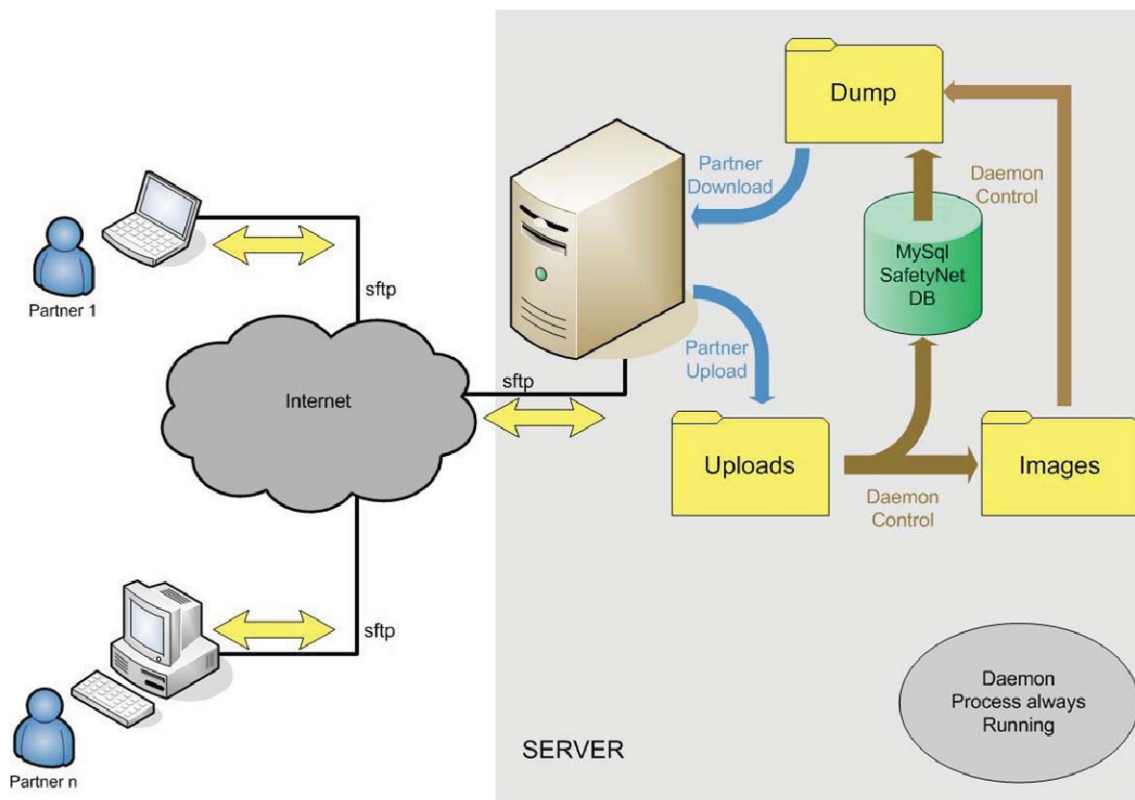 Dump
Partner
Download
Daemon
Control
MySql
SafetyNet
DB
Partner 1
sftp
Internet
sftp
Partner
Upload
Uploads
Images
Daemon
Control
sftp
Partner n
Daemon
Process always
Running
SERVER